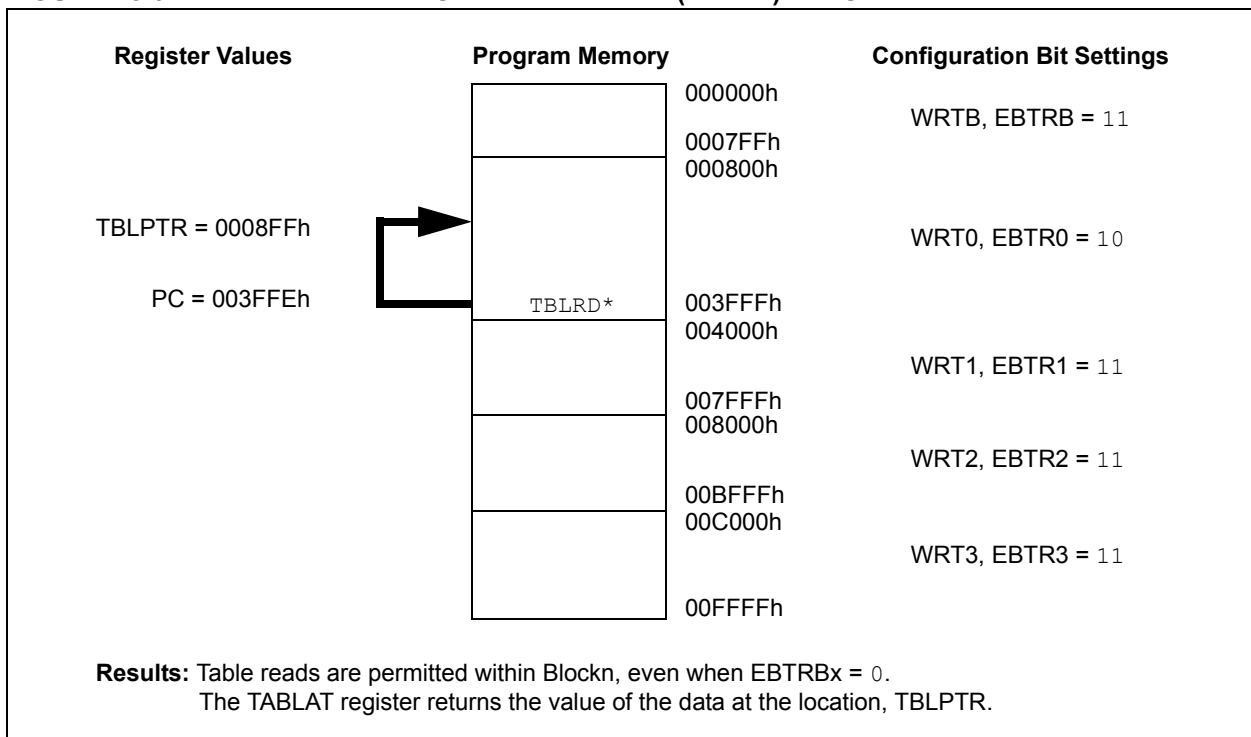 Register Values
Program Memory
Configuration Bit Settings
000000h
WRTB, EBTRB = 11
0007FFh
000800h
TBLPTR = 0008FFh
WRT0, EBTR0 = 10
PC = 003FFEh
TBLRD*
003FFFh
004000h
WRT1, EBTR1 = 11
007FFFh
008000h
WRT2, EBTR2 = 11
00BFFFh
00C000h
WRT3, EBTR3 = 11
00FFFFh
Results: Table reads are permitted within Blockn, even when EBTRBx = 0.
The TABLAT register returns the value of the data at the location, TBLPTR.